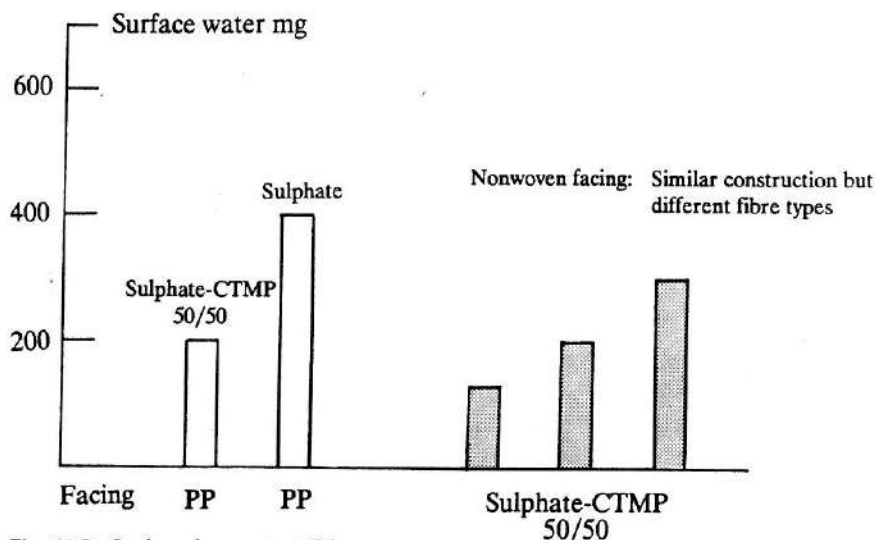 Surface water mg
600
400
200
Sulphate
Sulphate-CTMP
50/50
Nonwoven facing: Similar construction but
different fibre types
Facing PP PP
Sulphate-CTMP
50/50